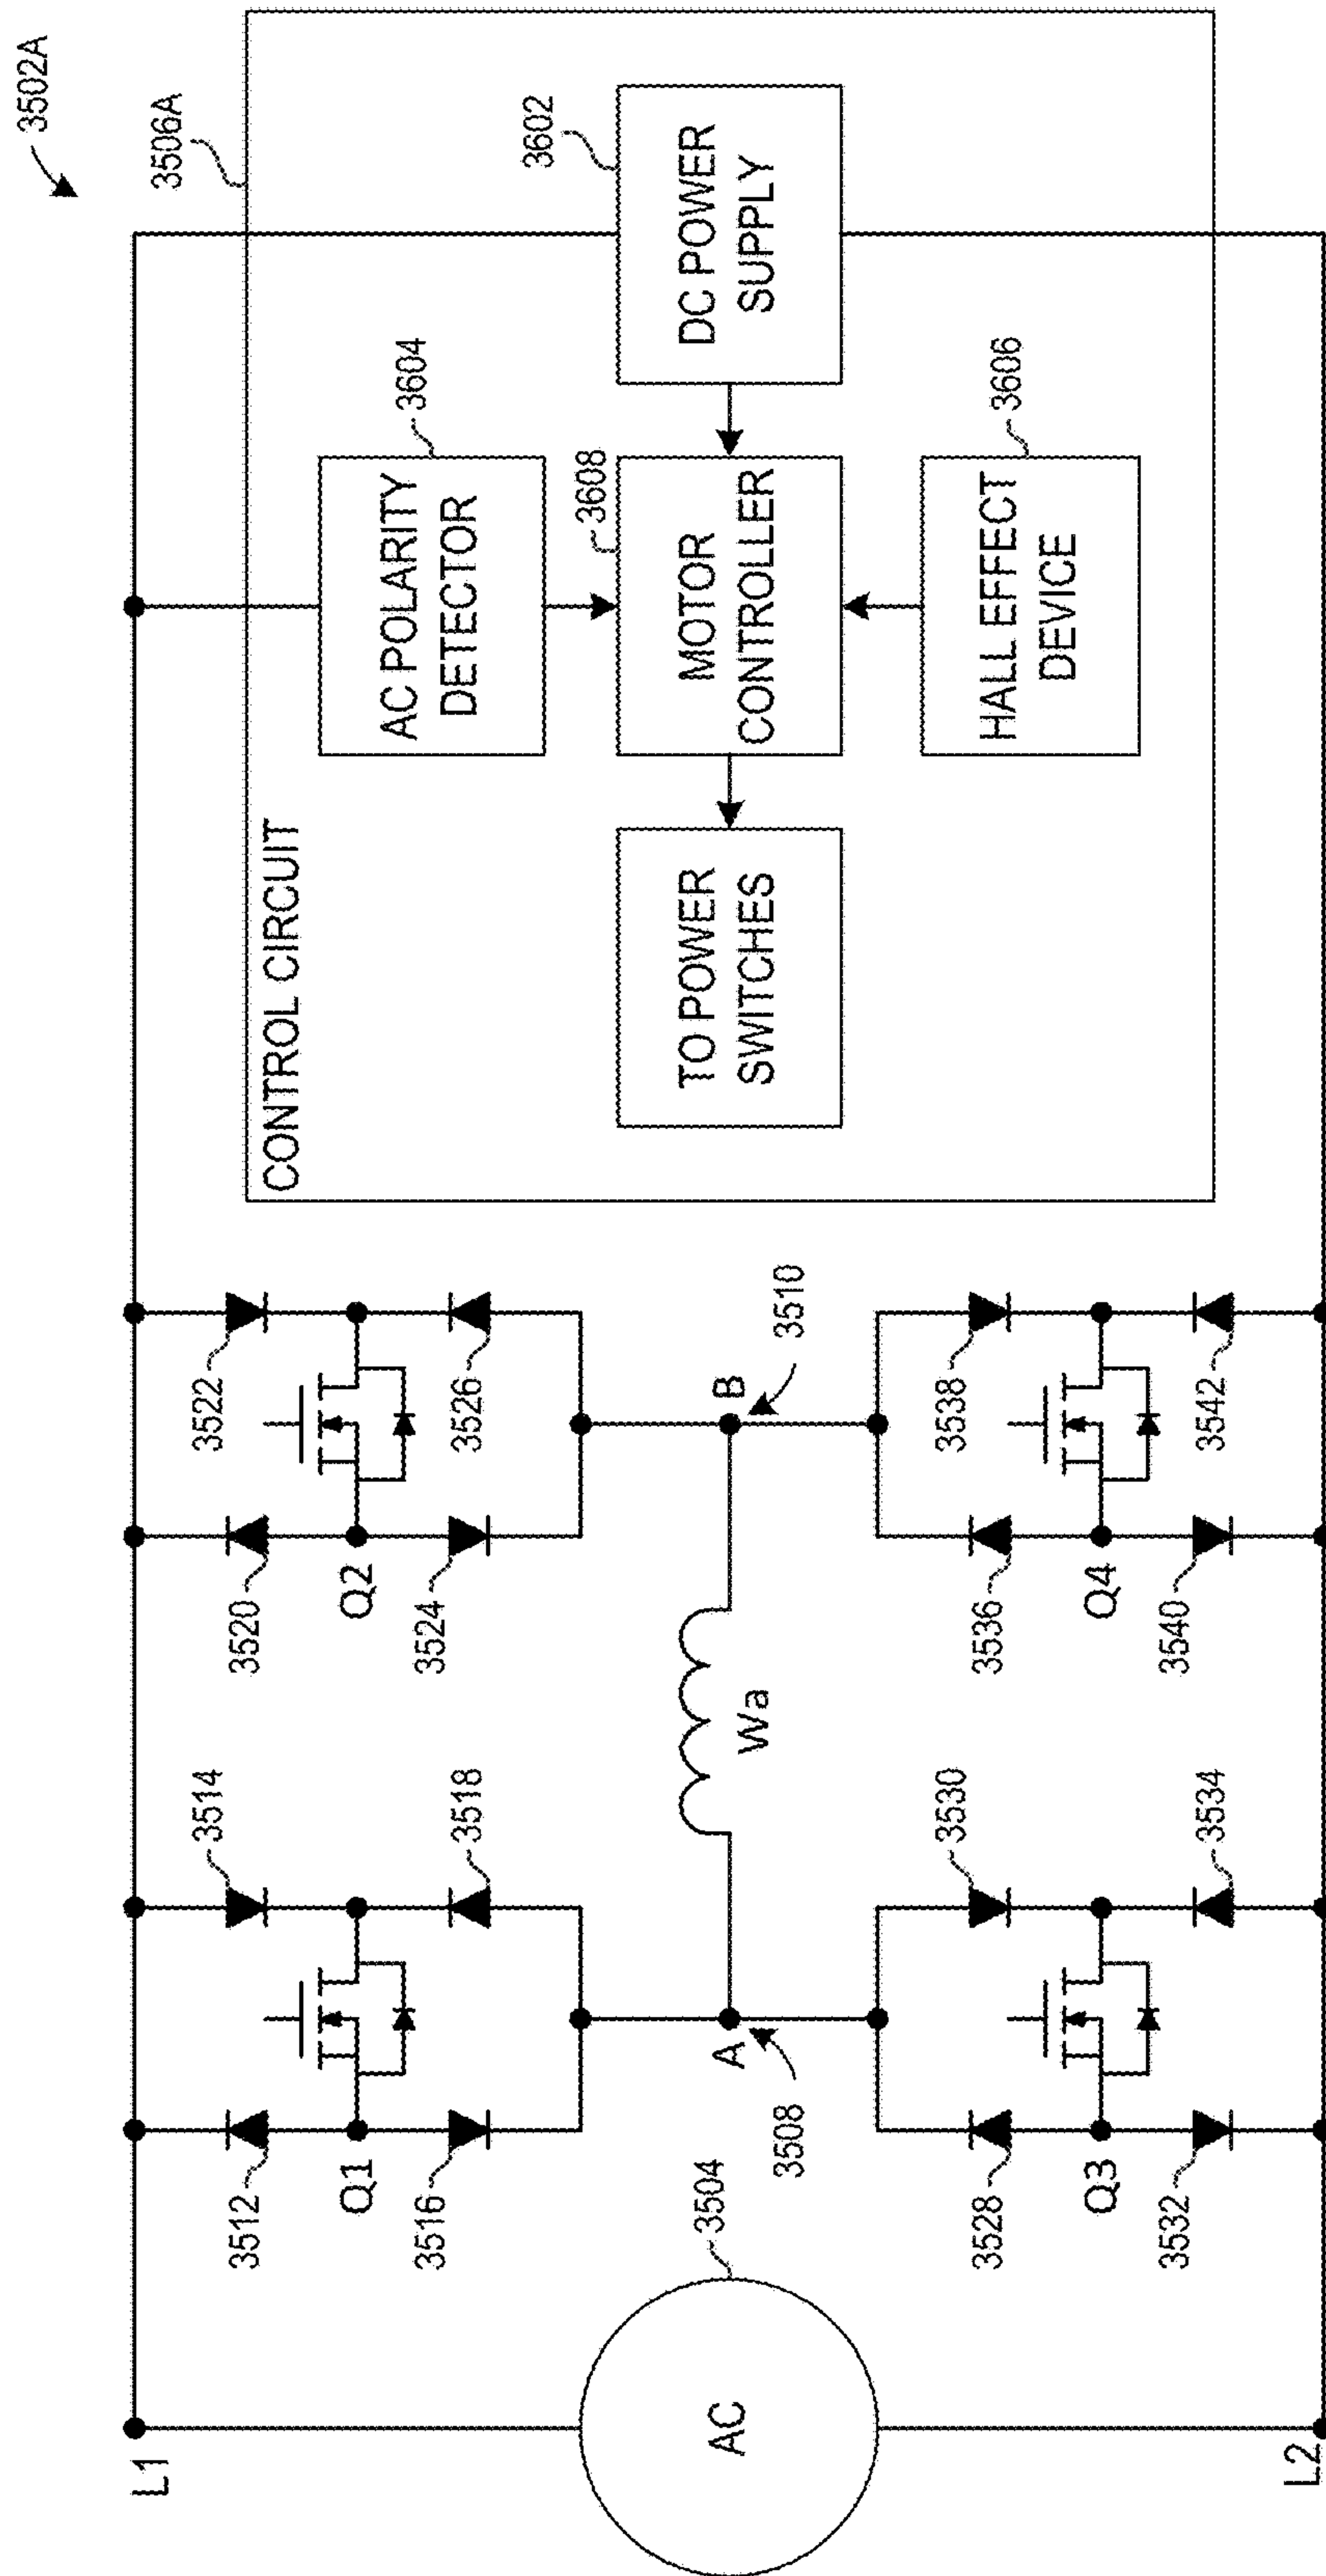 3502A
3506A
CONTROL CIRCUIT
3604
AC POLARITY
DETECTOR
3602
3608
TO POWER
SWITCHES
MOTOR
CONTROLLER
DC POWER
SUPPLY
HALL EFFECT
DEVICE
3606
L1
3512
3514
3520
3522
Q1
Q2
3516
3518
3524
3526
3504
AC
A
3508
Wa
B
3510
3528
3530
3536
3538
Q3
Q4
3532
3534
3540
3542
L2